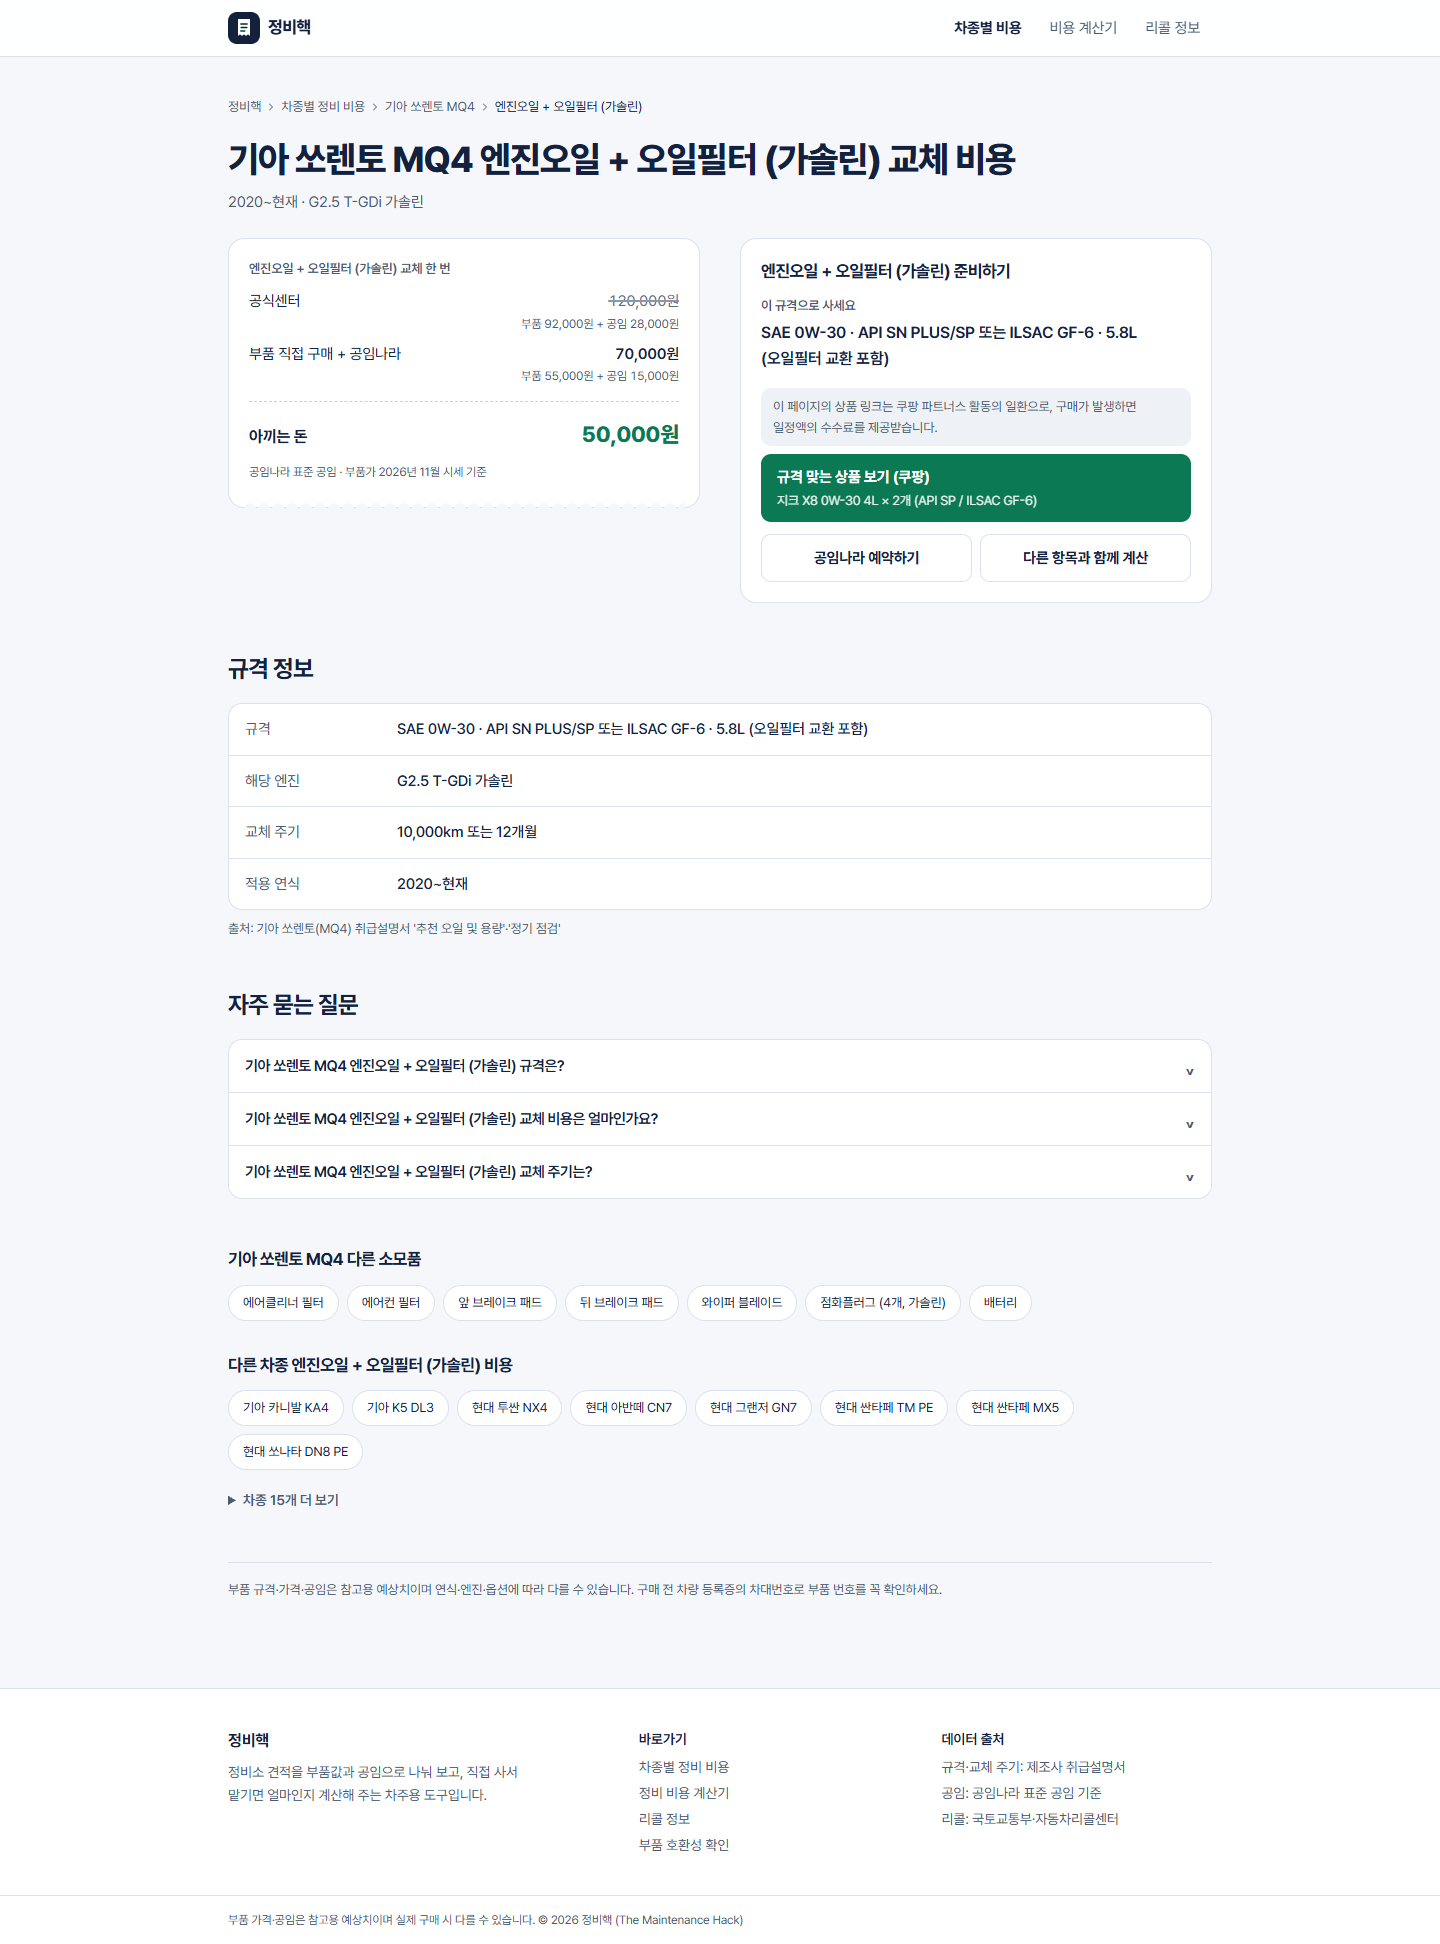 정비핵
차종별 비용
비용 계산기
리콜 정보
정비핵 > 차종별 정비 비용 > 기아 쏘렌토 MQ4 > 엔진오일 + 오일필터 (가솔린)
기아 쏘렌토 MQ4 엔진오일 + 오일필터 (가솔린) 교체 비용
2020~현재 · G2.5 T-GDi 가솔린
엔진오일 + 오일필터 (가솔린) 교체 한 번
공식센터 120,000원
부품 92,000원 + 공임 28,000원
부품 직접 구매 + 공임나라 70,000원
부품 55,000원 + 공임 15,000원
아끼는 돈 50,000원
공임나라 표준 공임 · 부품가 2026년 11월 시세 기준
엔진오일 + 오일필터 (가솔린) 준비하기
이 규격으로 사세요
SAE 0W-30 · API SN PLUS/SP 또는 ILSAC GF-6 · 5.8L
(오일필터 교환 포함)
이 페이지의 상품 링크는 쿠팡 파트너스 활동의 일환으로, 구매가 발생하면
일정액의 수수료를 제공받습니다.
규격 맞는 상품 보기 (쿠팡)
지크 X8 0W-30 4L × 2개 (API SP / ILSAC GF-6)
공임나라 예약하기
다른 항목과 함께 계산
규격 정보
규격 SAE 0W-30 · API SN PLUS/SP 또는 ILSAC GF-6 · 5.8L (오일필터 교환 포함)
해당 엔진 G2.5 T-GDi 가솔린
교체 주기 10,000km 또는 12개월
적용 연식 2020~현재
출처: 기아 쏘렌토(MQ4) 취급설명서 '추천 오일 및 용량'·'정기 점검'
자주 묻는 질문
기아 쏘렌토 MQ4 엔진오일 + 오일필터 (가솔린) 규격은?
기아 쏘렌토 MQ4 엔진오일 + 오일필터 (가솔린) 교체 비용은 얼마인가요?
기아 쏘렌토 MQ4 엔진오일 + 오일필터 (가솔린) 교체 주기는?
기아 쏘렌토 MQ4 다른 소모품
에어클리너 필터
에어컨 필터
앞 브레이크 패드
뒤 브레이크 패드
와이퍼 블레이드
점화플러그 (4개, 가솔린)
배터리
다른 차종 엔진오일 + 오일필터 (가솔린) 비용
기아 카니발 KA4
기아 K5 DL3
현대 투싼 NX4
현대 아반떼 CN7
현대 그랜저 GN7
현대 싼타페 TM PE
현대 싼타페 MX5
현대 쏘나타 DN8 PE
차종 15개 더 보기
부품 규격·가격·공임은 참고용 예상치이며 연식·엔진·옵션에 따라 다를 수 있습니다. 구매 전 차량 등록증의 차대번호로 부품 번호를 꼭 확인하세요.
정비핵
정비소 견적을 부품값과 공임으로 나눠 보고, 직접 사서
맡기면 얼마인지 계산해 주는 차주용 도구입니다.
바로가기
차종별 정비 비용
정비 비용 계산기
리콜 정보
부품 호환성 확인
데이터 출처
규격·교체 주기: 제조사 취급설명서
공임: 공임나라 표준 공임 기준
리콜: 국토교통부·자동차리콜센터
부품 가격·공임은 참고용 예상치이며 실제 구매 시 다를 수 있습니다. © 2026 정비핵 (The Maintenance Hack)